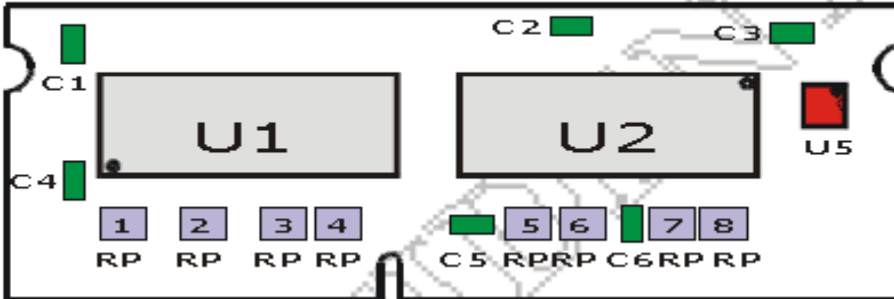 C2 C3
C1
U1 U2
U5
C4
1 2 3 4 5 6 7 8
RP RP RP RP C5 RP RP C6 RP RP